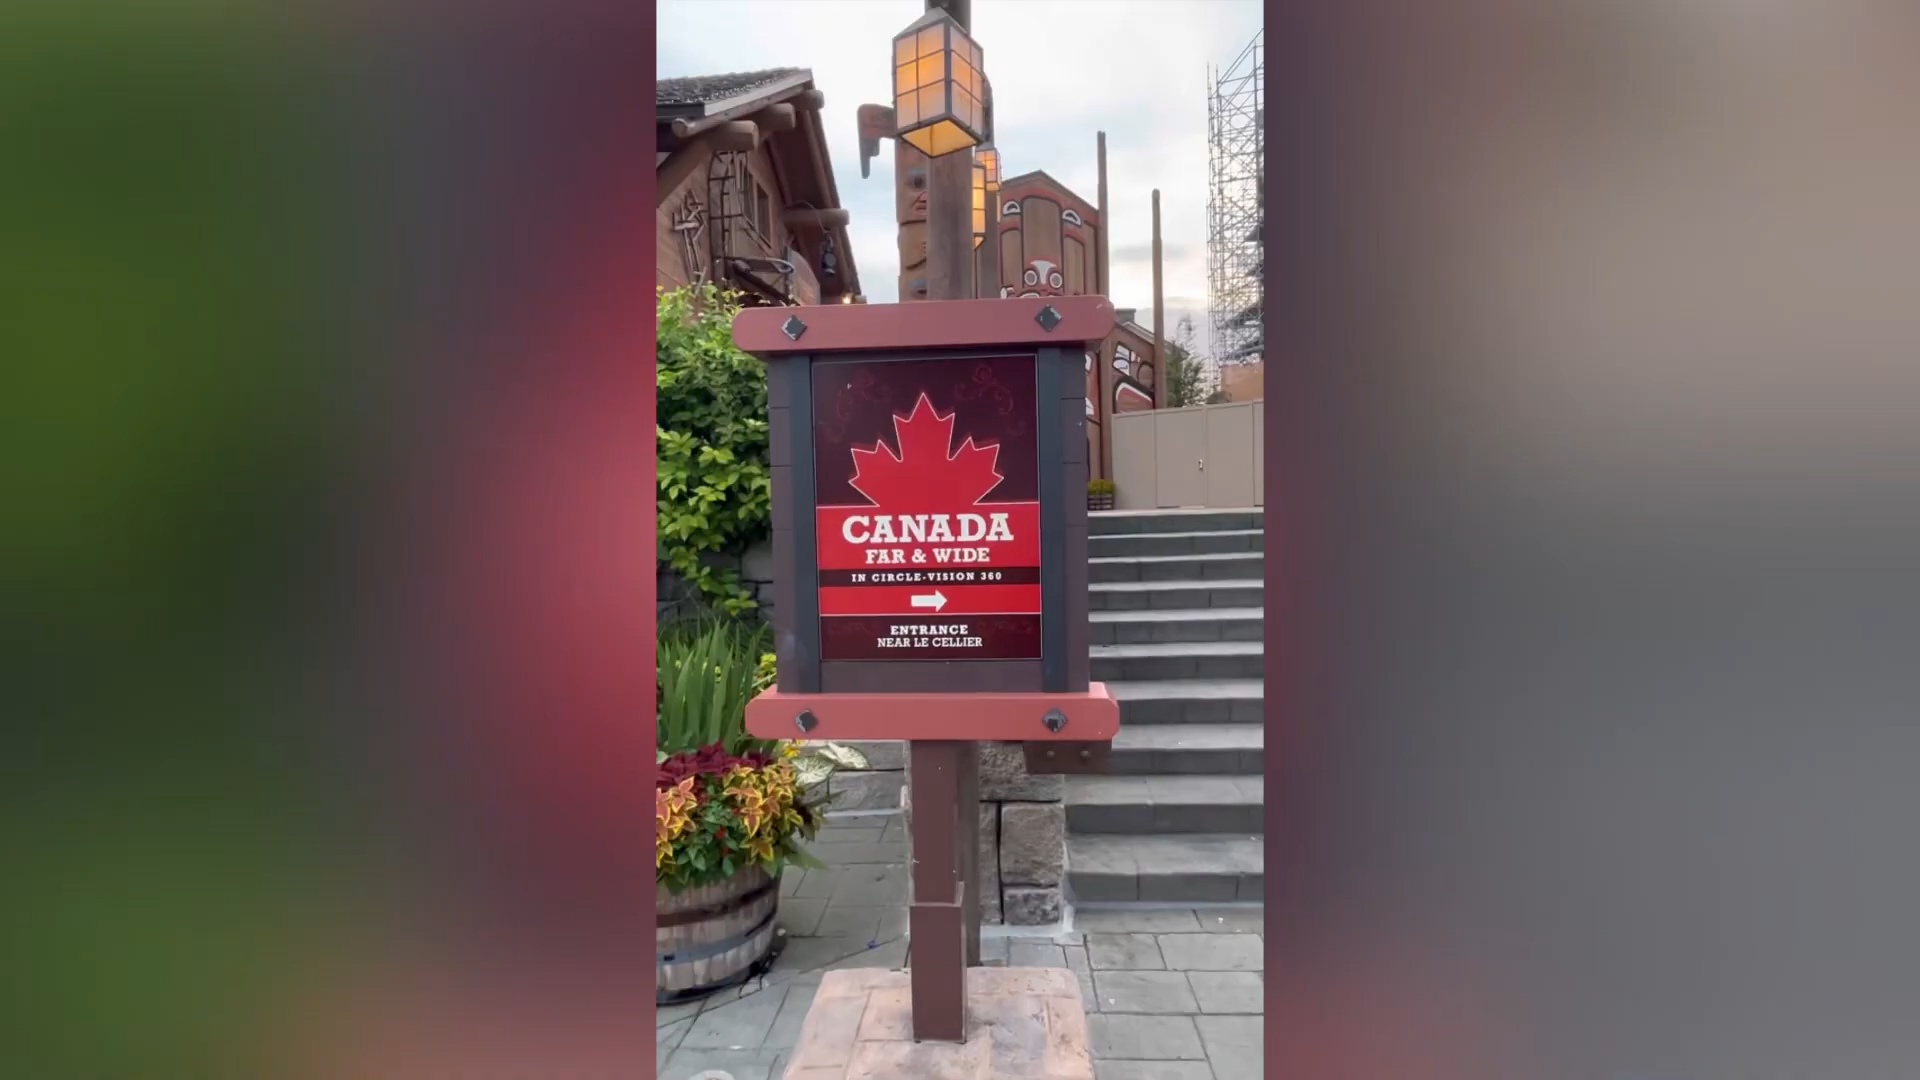 CANADA
FAR & WIDE
IN CIRCLE-VISION 360
ENTRANCE
NEAR LE CELLIER